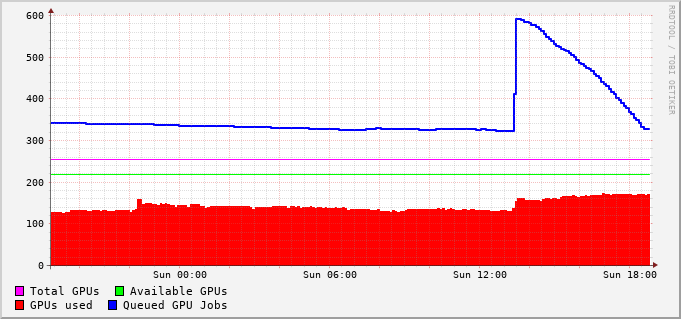 600
500
400
300
200
100
0
Sun 00:00 Sun 06:00 Sun 12:00 Sun 18:00
Total GPUs Available GPUs
GPUs used Queued GPU Jobs
RRDTOOL / TOBI OETIKER